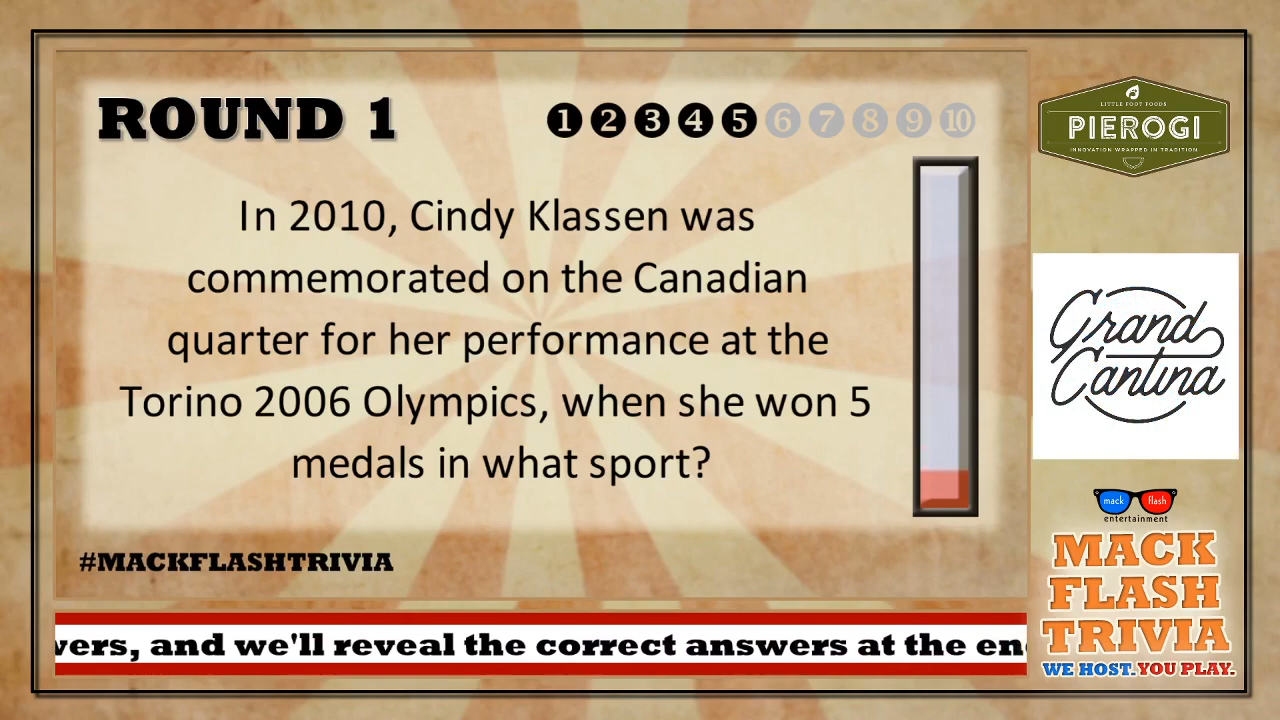 ROUND 1
1 2 3 4 5 6 7 8 9 10
In 2010, Cindy Klassen was
commemorated on the Canadian
quarter for her performance at the
Torino 2006 Olympics, when she won 5
medals in what sport?
#MACKFLASHTRIVIA
vers, and we'll reveal the correct answers at the en
LITTLE FOOT FOODS
PIEROGI
INNOVATION WRAPPED IN TRADITION
Grand
Cantina
mack flash
entertainment
MACK
FLASH
TRIVIA
WE HOST. YOU PLAY.